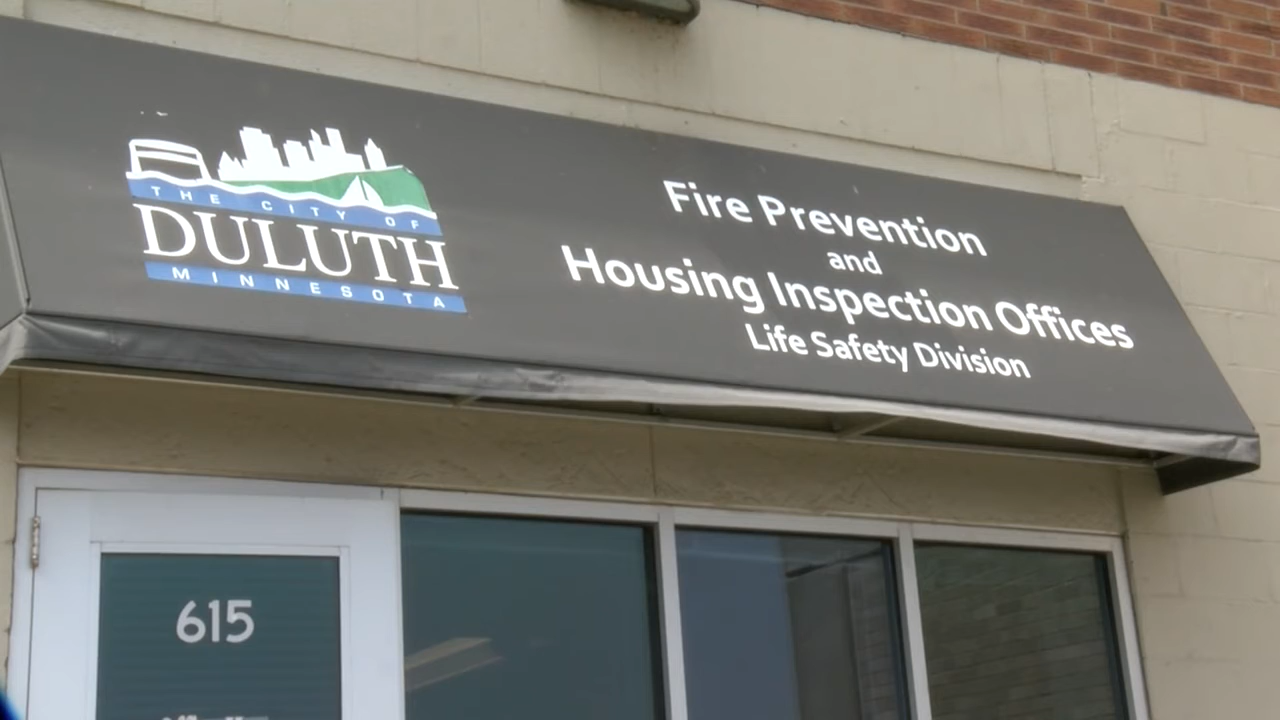 THE CITY OF
DULUTH
MINNESOTA
Fire Prevention
and
Housing Inspection Offices
Life Safety Division
615